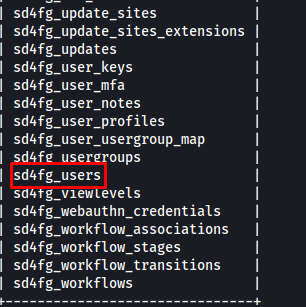 | sd4fg_update_sites |
| sd4fg_update_sites_extensions |
| sd4fg_updates |
| sd4fg_user_keys |
| sd4fg_user_mfa |
| sd4fg_user_notes |
| sd4fg_user_profiles |
| sd4fg_user_usergroup_map |
| sd4fg_usergroups |
| sd4fg_users |
| sd4fg_viewlevels |
| sd4fg_webauthn_credentials |
| sd4fg_workflow_associations |
| sd4fg_workflow_stages |
| sd4fg_workflow_transitions |
| sd4fg_workflows |
+-------------------------------+